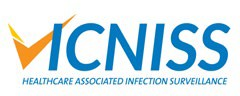 VICNISS
HEALTHCARE ASSOCIATED INFECTION SURVEILLANCE